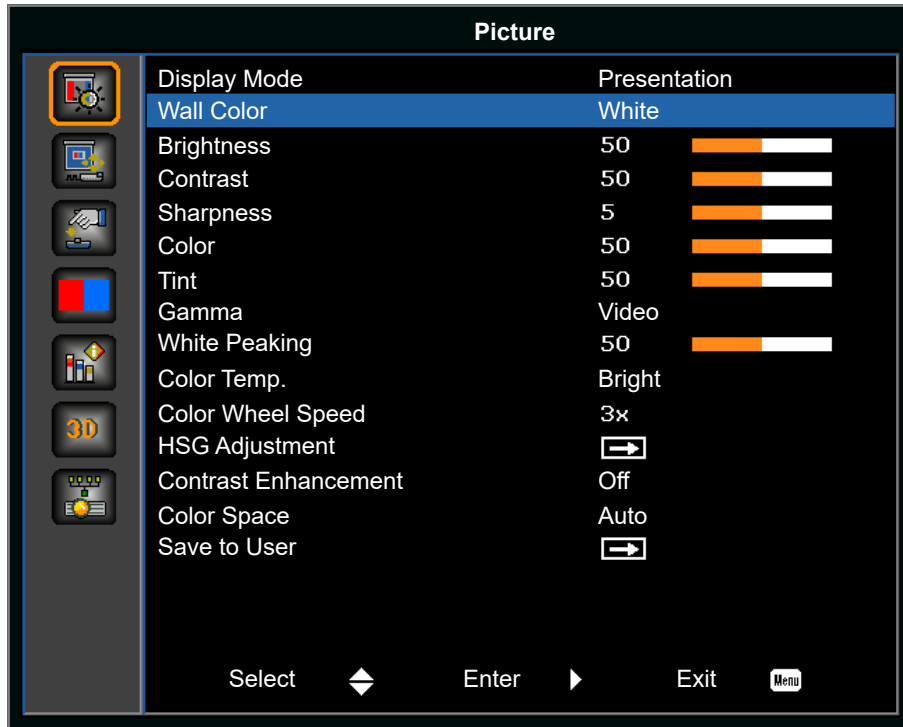 Picture
Display Mode Presentation
Wall Color White
Brightness 50
Contrast 50
Sharpness 5
Color 50
Tint 50
Gamma Video
White Peaking 50
Color Temp. Bright
Color Wheel Speed 3x
3D
HSG Adjustment
Contrast Enhancement Off
Color Space Auto
Save to User
Select Enter Exit Menu